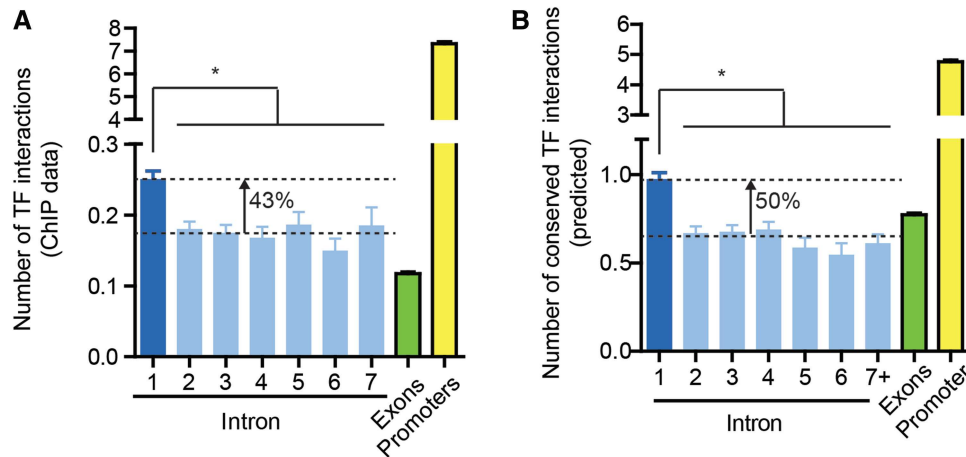 A
Number of TF interactions
(ChIP data)
8
7
6
5
4
0.3
0.2
0.1
0.0
*
43%
1 2 3 4 5 6 7
Exons
Promoters
Intron
B
Number of conserved TF interactions
(predicted)
6
5
4
3
1.0
0.5
0.0
*
50%
1 2 3 4 5 6 7+
Exons
Promoter
Intron